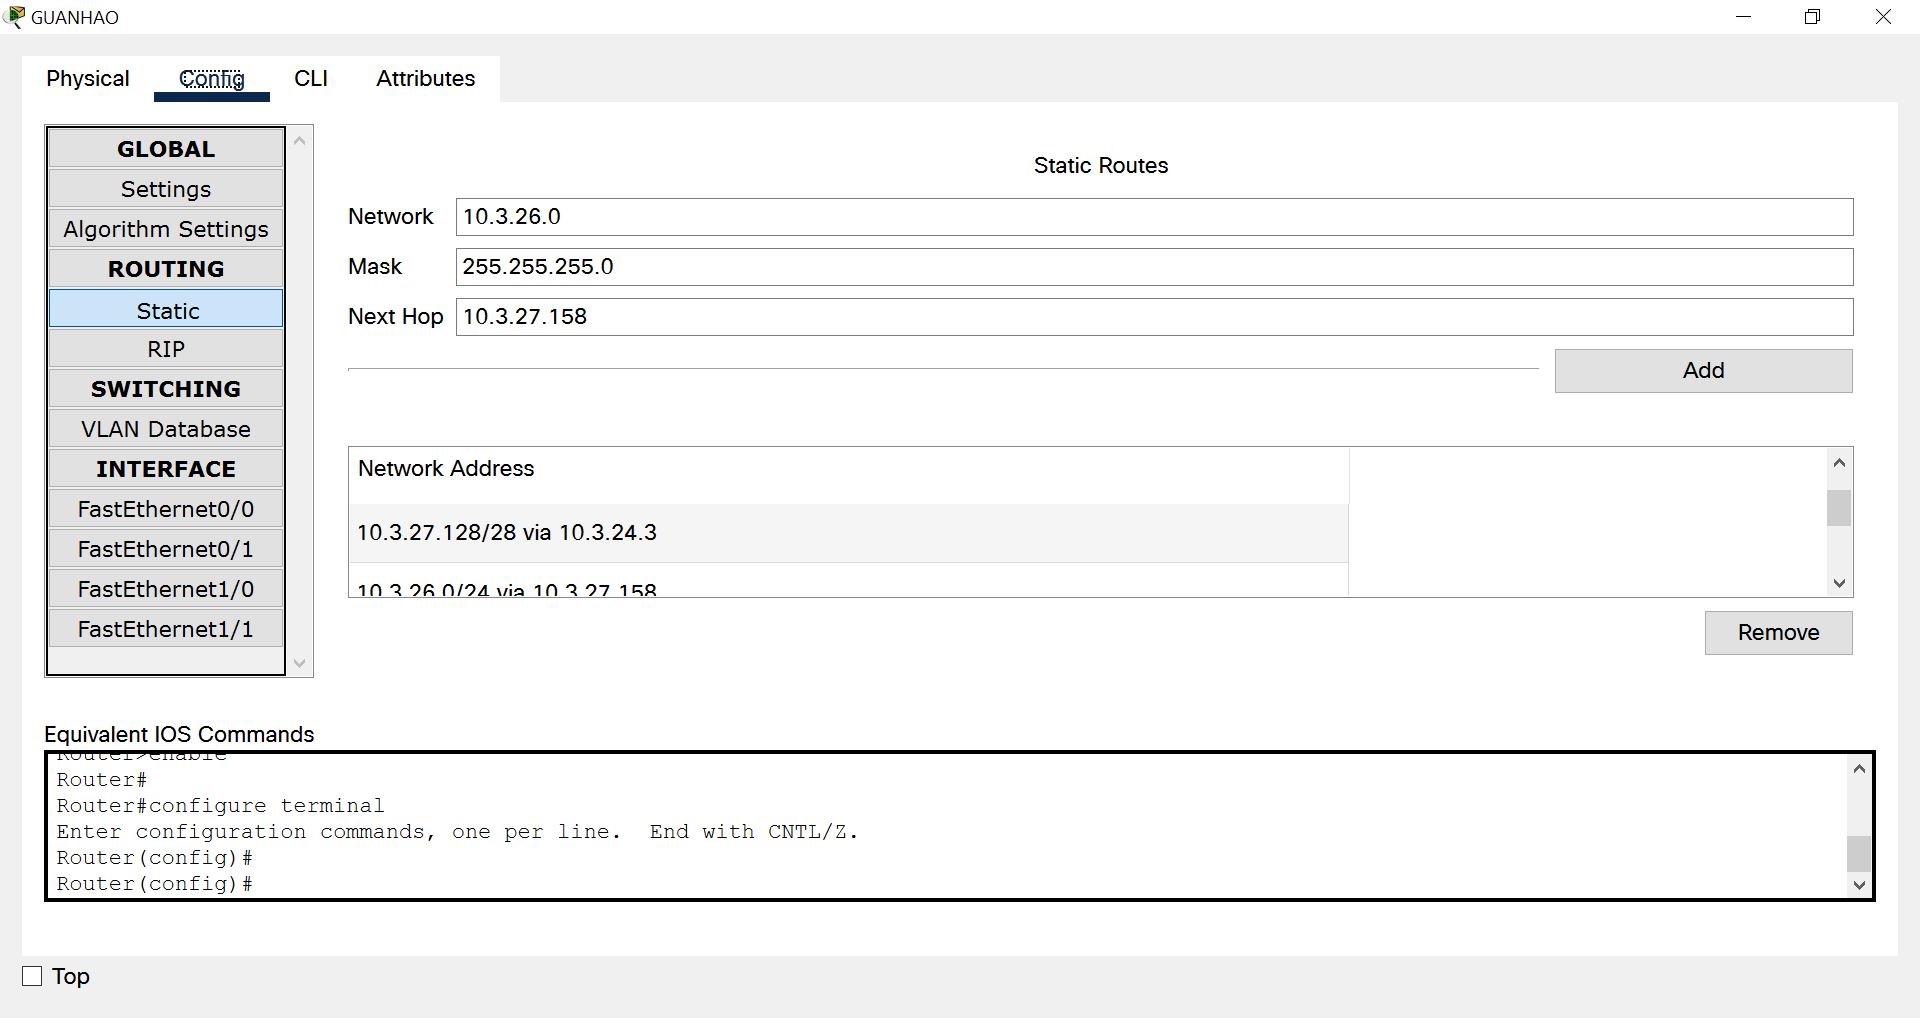 GUANHAO
Physical Config CLI Attributes
GLOBAL
Settings
Algorithm Settings
ROUTING
Static
RIP
SWITCHING
VLAN Database
INTERFACE
FastEthernet0/0
FastEthernet0/1
FastEthernet1/0
FastEthernet1/1
Static Routes
Network 10.3.26.0
Mask 255.255.255.0
Next Hop 10.3.27.158
Add
Network Address
10.3.27.128/28 via 10.3.24.3
10.3.26.0/24 via 10.3.27.158
Remove
Equivalent IOS Commands
Router>enable
Router#
Router#configure terminal
Enter configuration commands, one per line.  End with CNTL/Z.
Router(config)#
Router(config)#
Top